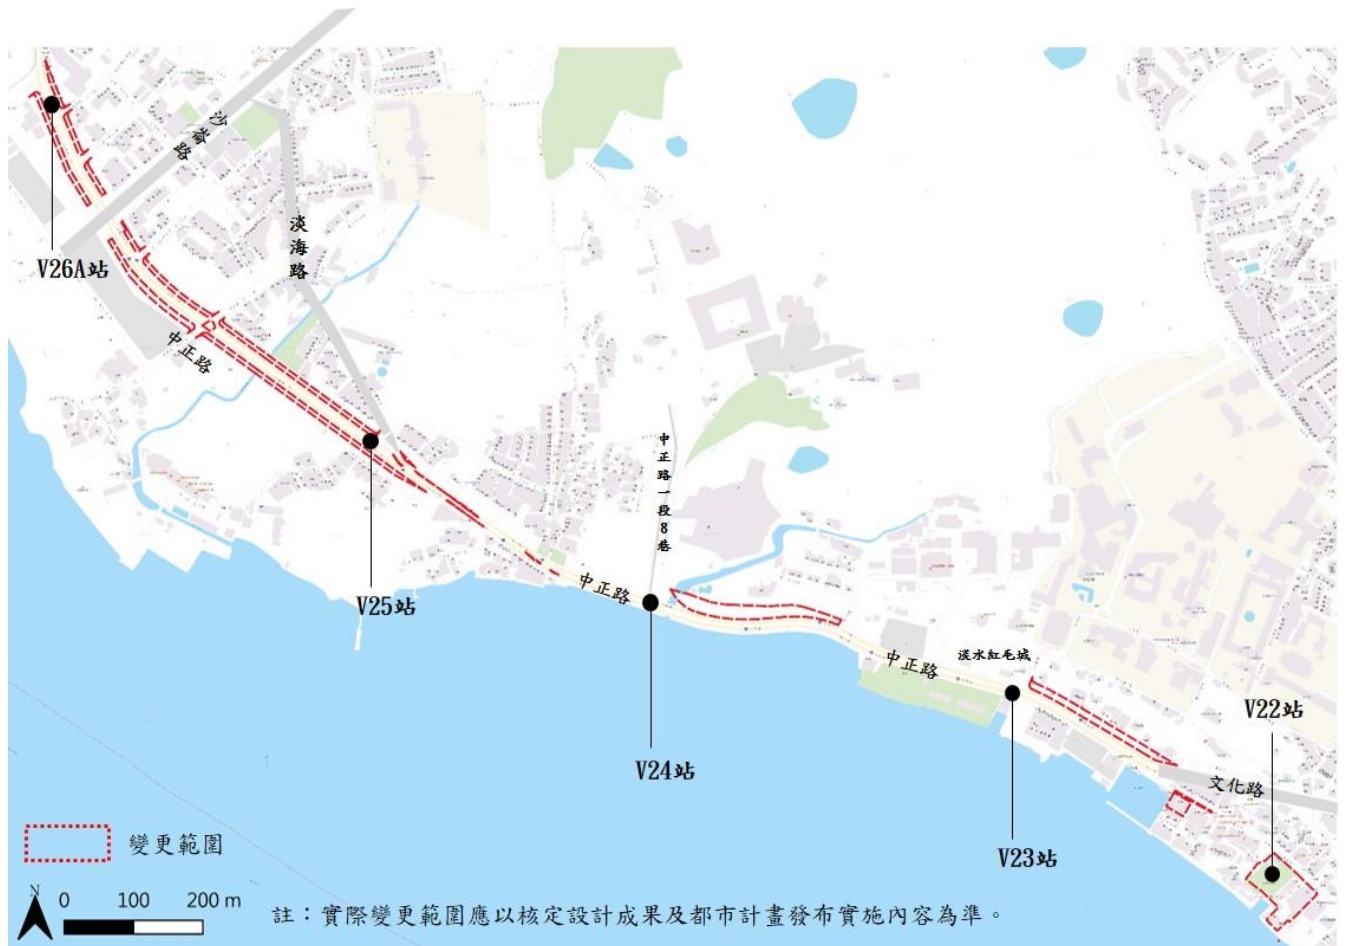 沙崙路
淡海路
V26A站
中正路
中正路一段8巷
V25站
中正路
淡水紅毛城
中正路
V22站
V24站
文化路
V23站
變更範圍
N
0 100 200 m
註：實際變更範圍應以核定設計成果及都市計畫發布實施內容為準。